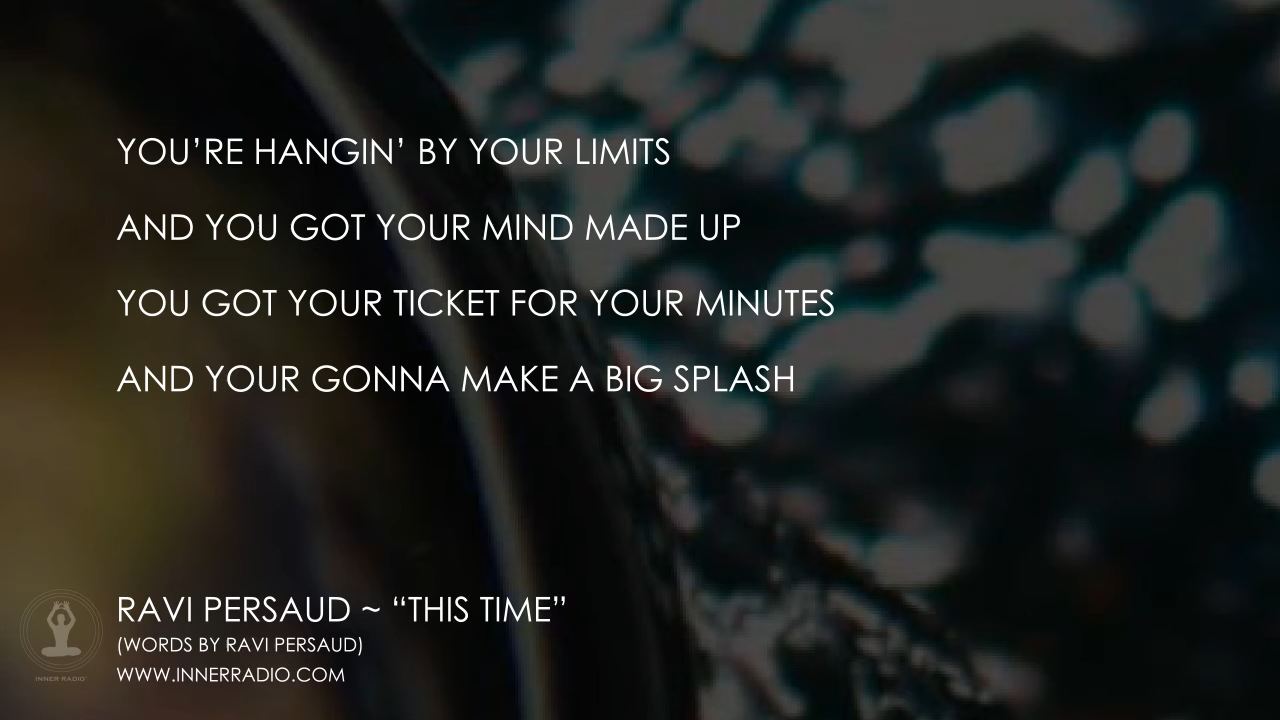 YOU’RE HANGIN’ BY YOUR LIMITS
AND YOU GOT YOUR MIND MADE UP
YOU GOT YOUR TICKET FOR YOUR MINUTES
AND YOUR GONNA MAKE A BIG SPLASH
RAVI PERSAUD ~ “THIS TIME”
(WORDS BY RAVI PERSAUD)
WWW.INNERRADIO.COM
INNER RADIO™